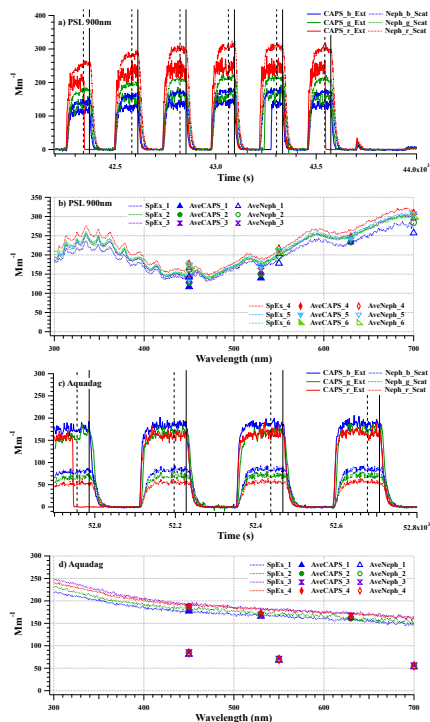 a) PSL 900nm
CAPS_b_Ext Neph_b_Scat
CAPS_g_Ext Neph_g_Scat
CAPS_r_Ext Neph_r_Scat
400
300
200
100
0
Mm⁻¹
42.5 43.0 43.5 44.0x10³
Time (s)
b) PSL 900nm
SpEx_1 AveCAPS_1 AveNeph_1
SpEx_2 AveCAPS_2 AveNeph_2
SpEx_3 AveCAPS_3 AveNeph_3
SpEx_4 AveCAPS_4 AveNeph_4
SpEx_5 AveCAPS_5 AveNeph_5
SpEx_6 AveCAPS_6 AveNeph_6
400
350
300
250
200
150
100
50
0
Mm⁻¹
300 400 500 600 700
Wavelength (nm)
c) Aquadag
CAPS_b_Ext Neph_b_Scat
CAPS_g_Ext Neph_g_Scat
CAPS_r_Ext Neph_r_Scat
300
250
200
150
100
50
0
Mm⁻¹
52.0 52.2 52.4 52.6 52.8x10³
Time (s)
d) Aquadag
SpEx_1 AveCAPS_1 AveNeph_1
SpEx_2 AveCAPS_2 AveNeph_2
SpEx_3 AveCAPS_3 AveNeph_3
SpEx_4 AveCAPS_4 AveNeph_4
300
250
200
150
100
50
0
Mm⁻¹
300 400 500 600 700
Wavelength (nm)